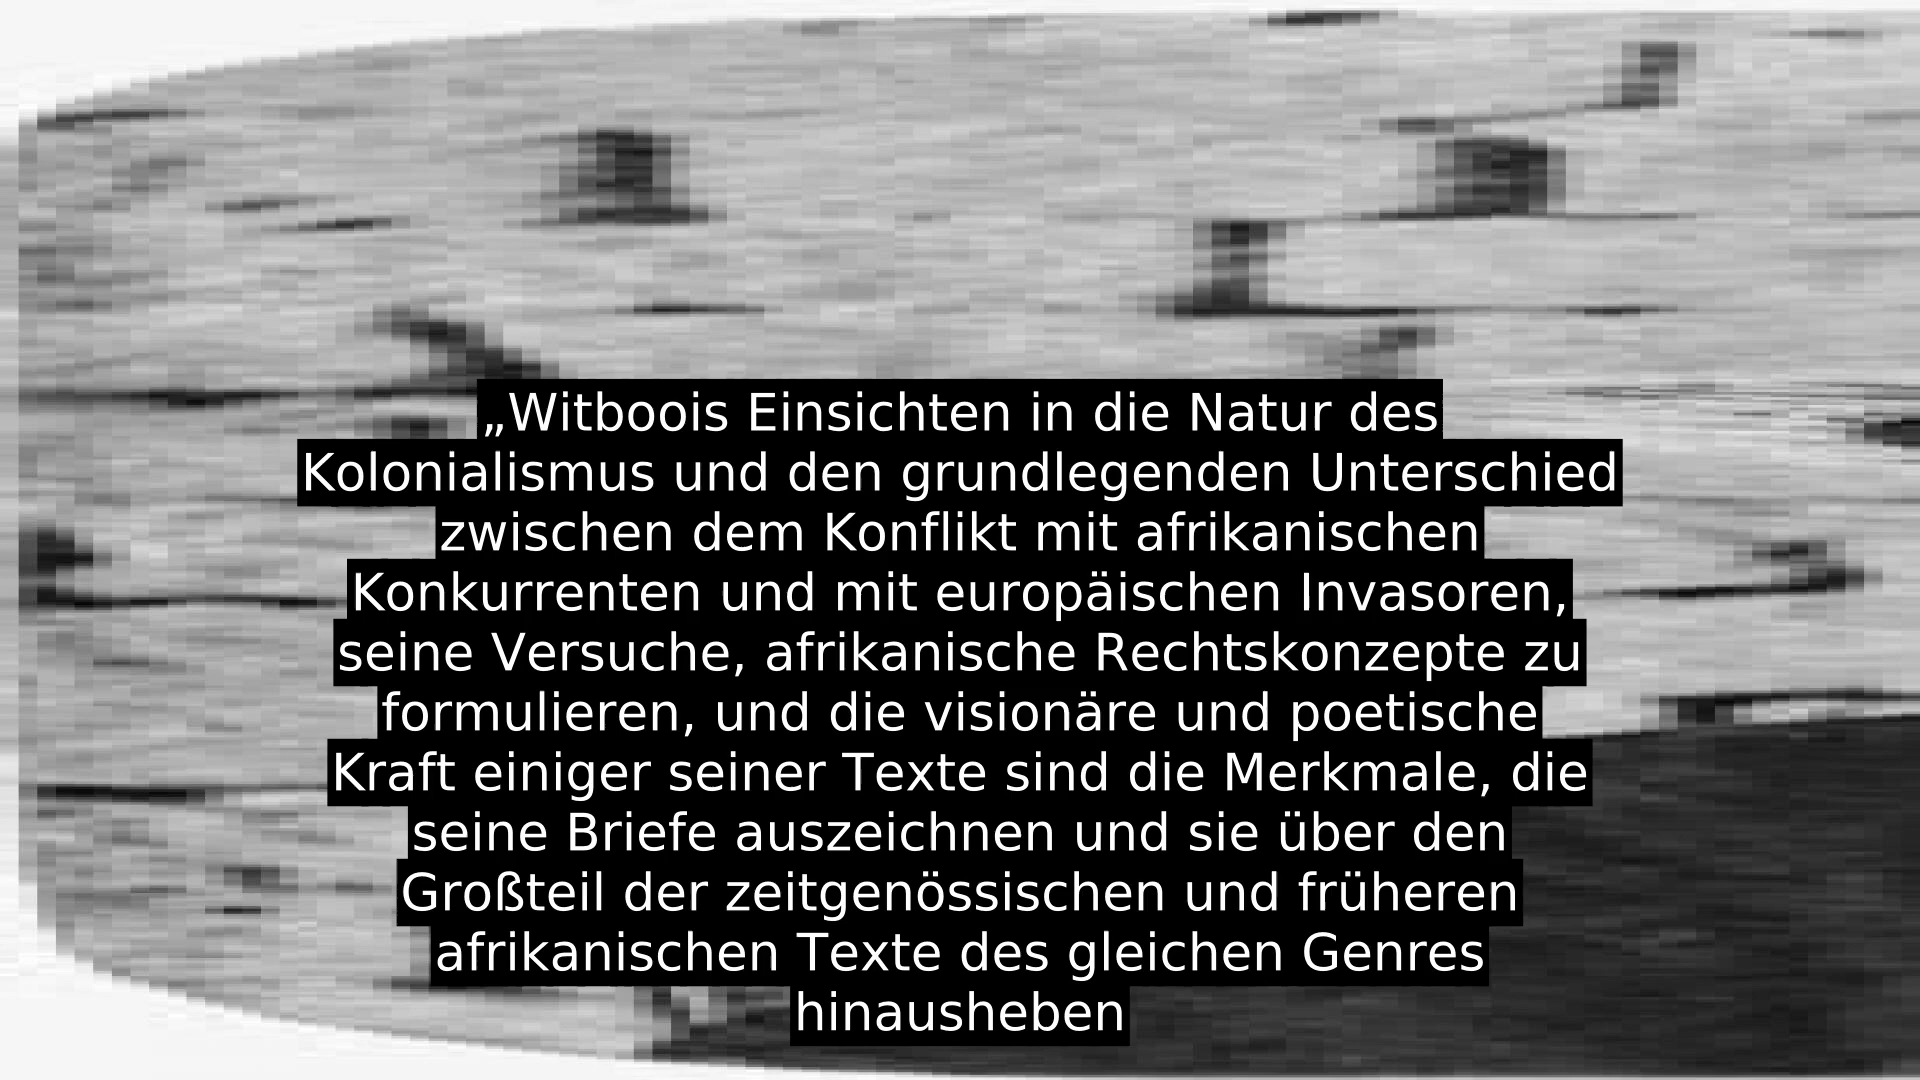 „Witboois Einsichten in die Natur des
Kolonialismus und den grundlegenden Unterschied
zwischen dem Konflikt mit afrikanischen
Konkurrenten und mit europäischen Invasoren,
seine Versuche, afrikanische Rechtskonzepte zu
formulieren, und die visionäre und poetische
Kraft einiger seiner Texte sind die Merkmale, die
seine Briefe auszeichnen und sie über den
Großteil der zeitgenössischen und früheren
afrikanischen Texte des gleichen Genres
hinausheben